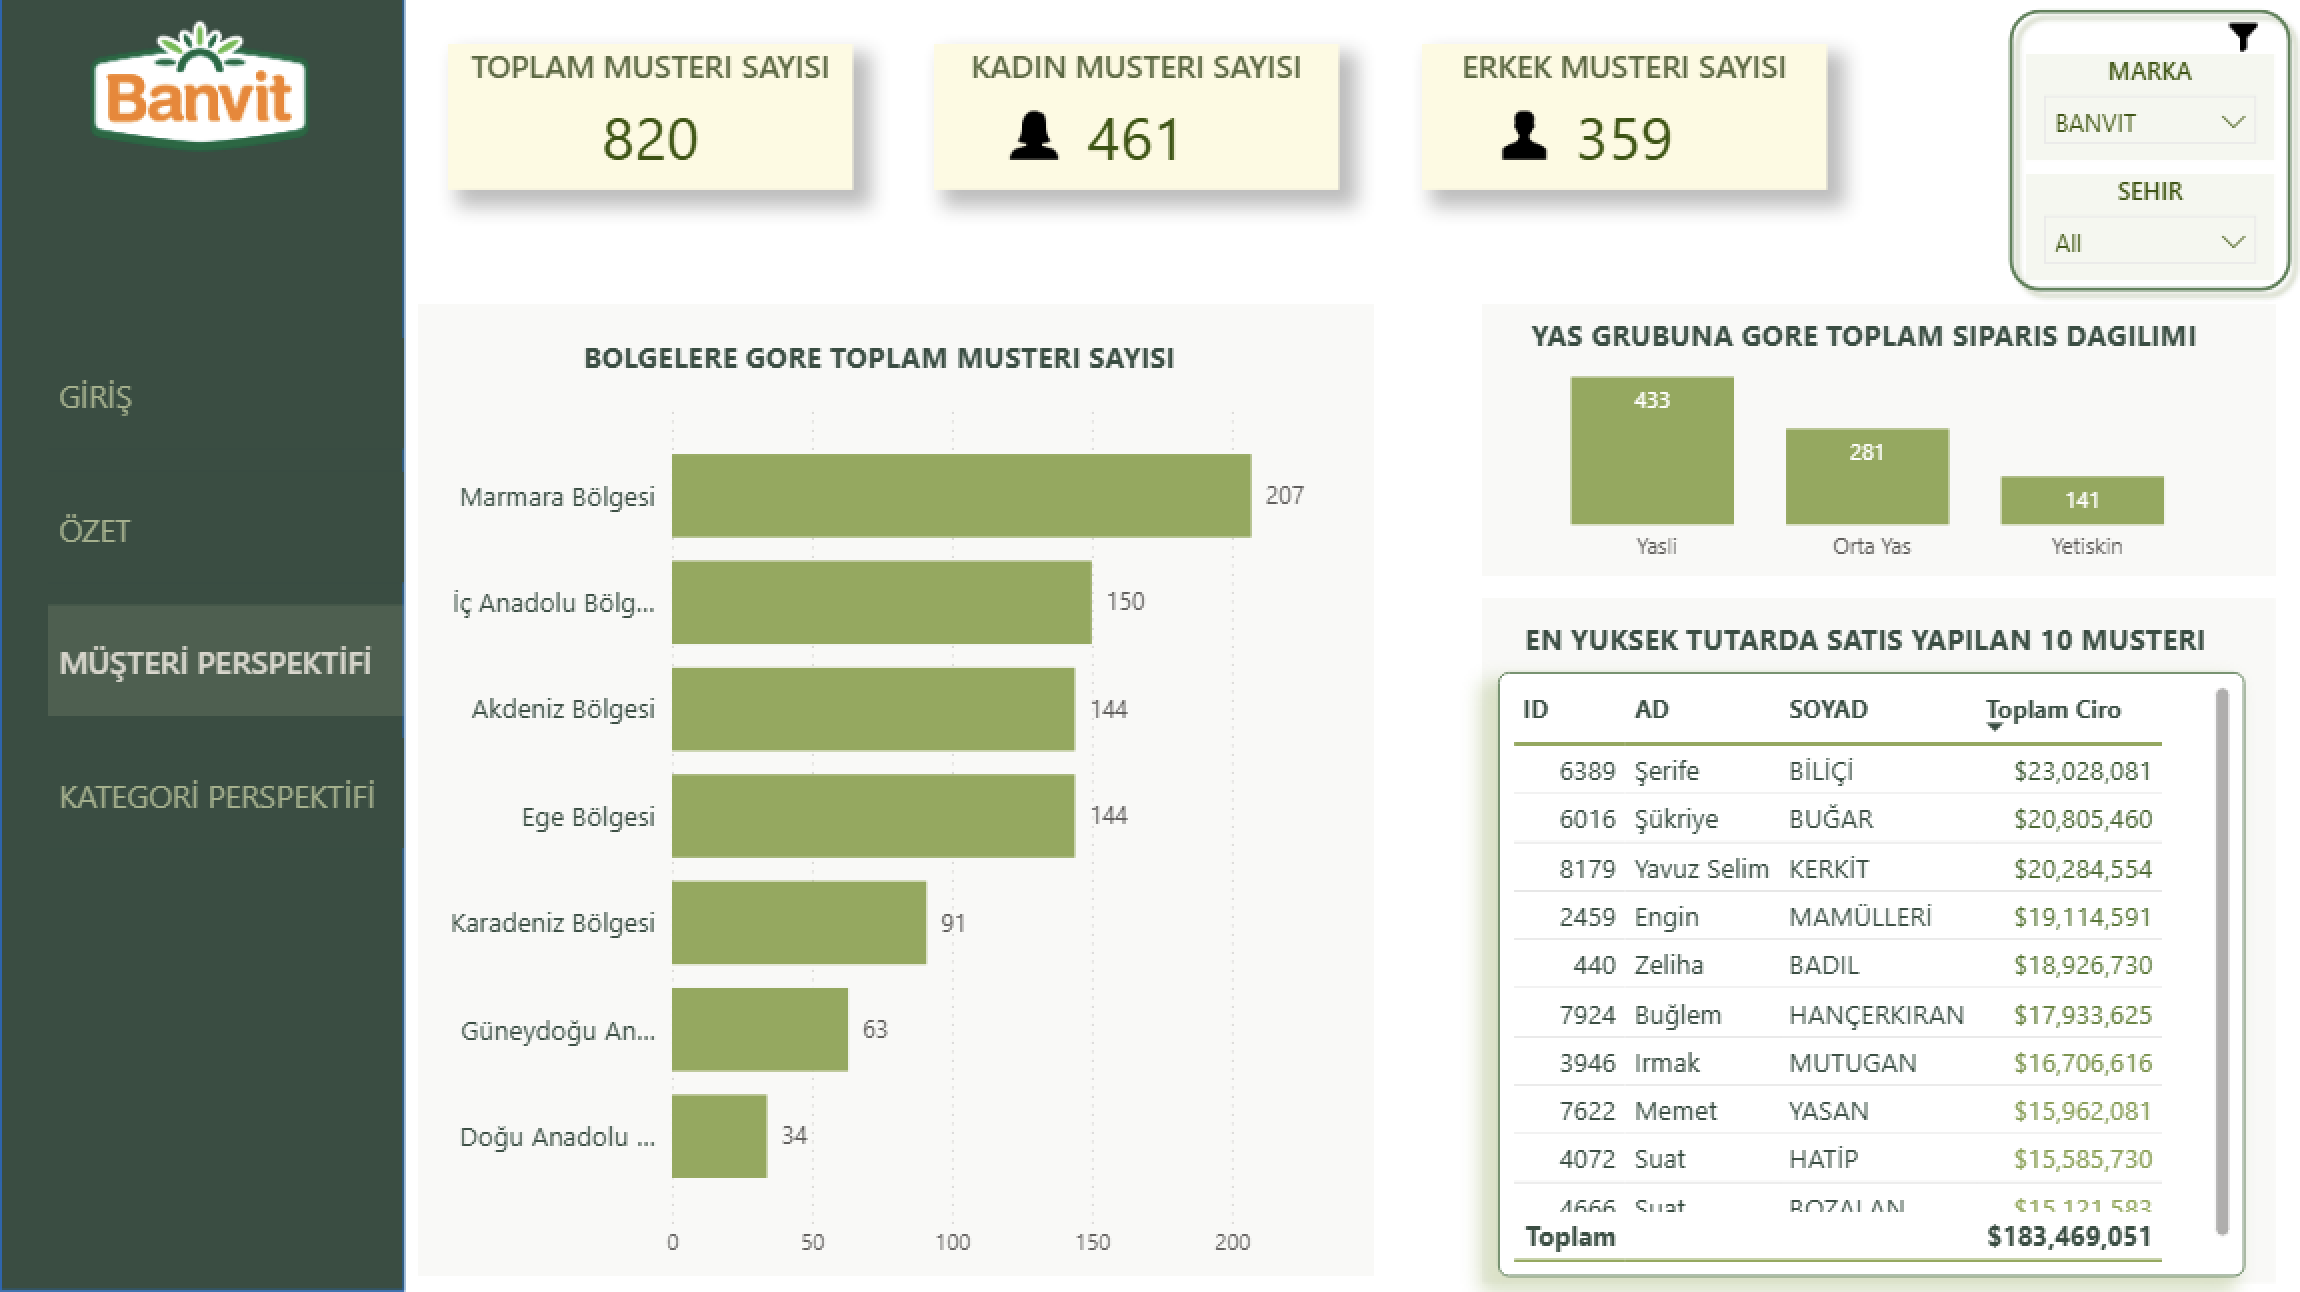 Banvit
GİRİŞ
ÖZET
MÜŞTERİ PERSPEKTİFİ
KATEGORİ PERSPEKTİFİ
TOPLAM MUSTERI SAYISI
820
KADIN MUSTERI SAYISI
461
ERKEK MUSTERI SAYISI
359
MARKA
BANVIT
SEHIR
All
BOLGELERE GORE TOPLAM MUSTERI SAYISI
Marmara Bölgesi 207
İç Anadolu Bölg... 150
Akdeniz Bölgesi 144
Ege Bölgesi 144
Karadeniz Bölgesi 91
Güneydoğu An... 63
Doğu Anadolu ... 34
0 50 100 150 200
YAS GRUBUNA GORE TOPLAM SIPARIS DAGILIMI
433 281 141
Yasli Orta Yas Yetiskin
EN YUKSEK TUTARDA SATIS YAPILAN 10 MUSTERI
ID AD SOYAD Toplam Ciro
6389 Şerife BİLİÇİ $23,028,081
6016 Şükriye BUĞAR $20,805,460
8179 Yavuz Selim KERKİT $20,284,554
2459 Engin MAMÜLLERİ $19,114,591
440 Zeliha BADIL $18,926,730
7924 Buğlem HANÇERKIRAN $17,933,625
3946 Irmak MUTUGAN $16,706,616
7622 Memet YASAN $15,962,081
4072 Suat HATİP $15,585,730
4666 Suat BOZALAN $15,121,583
Toplam $183,469,051